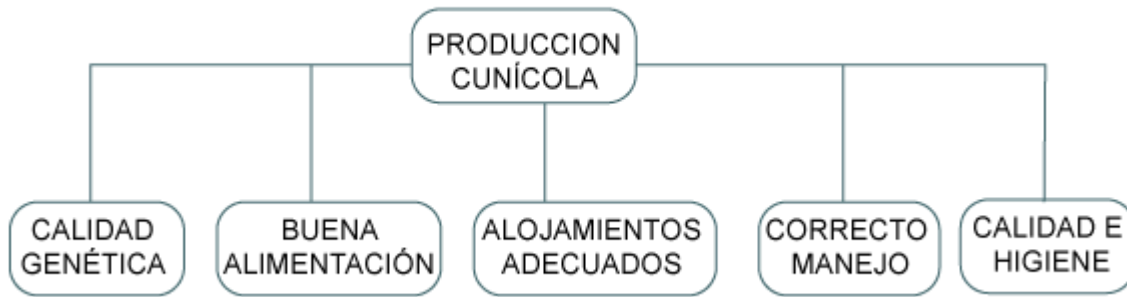 PRODUCCION
CUNÍCOLA
CALIDAD
GENÉTICA
BUENA
ALIMENTACIÓN
ALOJAMIENTOS
ADECUADOS
CORRECTO
MANEJO
CALIDAD E
HIGIENE